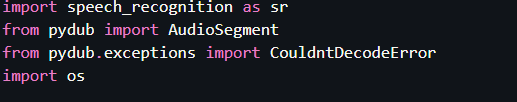 import speech_recognition as sr
from pydub import AudioSegment
from pydub.exceptions import CouldntDecodeError
import os